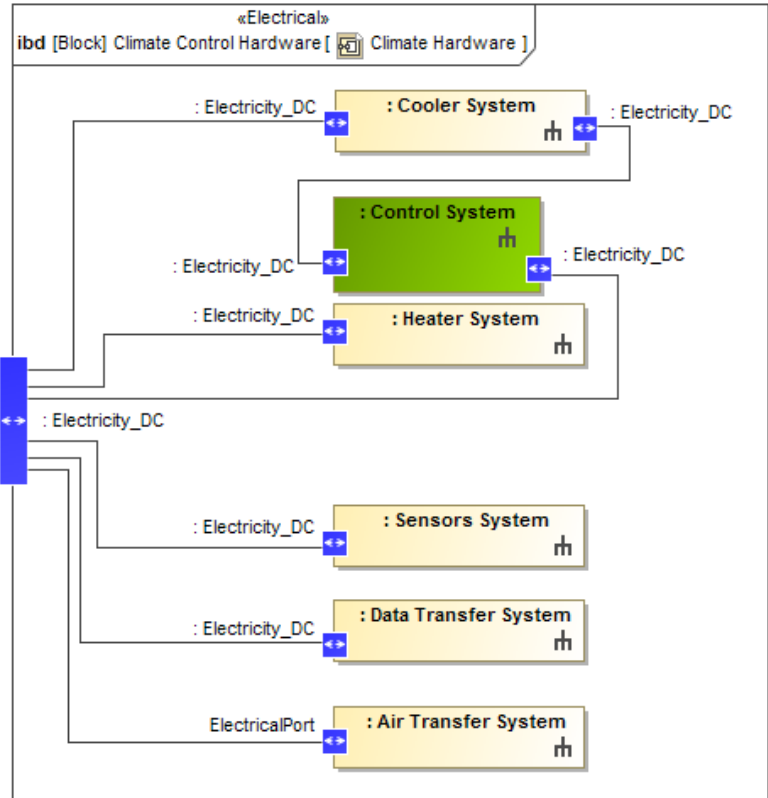 «Electrical»
ibd [Block] Climate Control Hardware [ Climate Hardware ]
: Electricity_DC
: Cooler System
: Electricity_DC
: Control System
: Electricity_DC
: Electricity_DC
: Electricity_DC
: Heater System
: Electricity_DC
: Electricity_DC
: Sensors System
: Electricity_DC
: Data Transfer System
ElectricalPort
: Air Transfer System